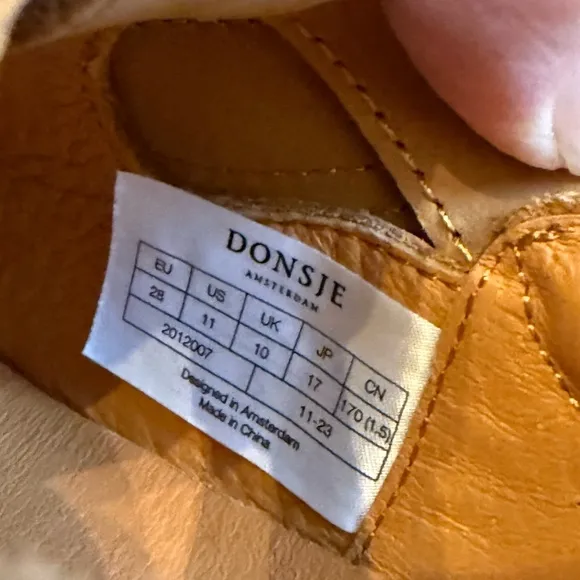 DONSJE
AMSTERDAM
EU US UK JP CN
28 11 10 17 170 (1.5)
2012007 11-23
Designed in Amsterdam
Made in China